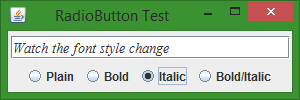 RadioButton Test
Watch the font style change
Plain Bold Italic Bold/Italic